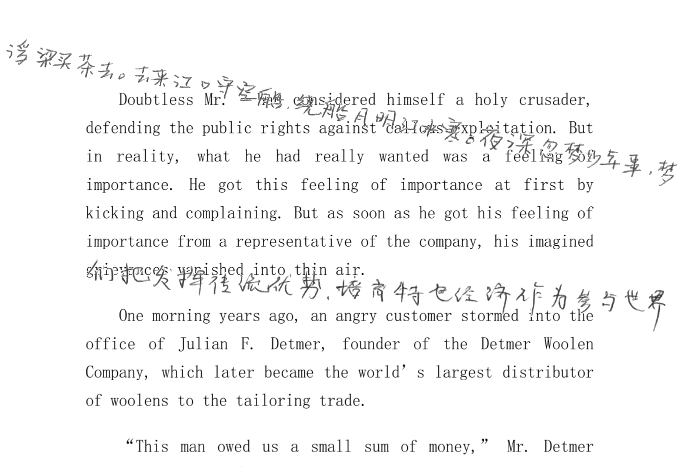 浮梁买茶去。去来江口守空船,绕船月明江水寒。夜深忽梦少年事,梦
Doubtless Mr. considered himself a holy crusader,
defending the public rights against callous exploitation. But
in reality, what he had really wanted was a feeling of
importance. He got this feeling of importance at first by
kicking and complaining. But as soon as he got his feeling of
importance from a representative of the company, his imagined
grievances vanished into thin air.
们把发挥传统优势、培育特色经济作为参与世界
One morning years ago, an angry customer stormed into the
office of Julian F. Detmer, founder of the Detmer Woolen
Company, which later became the world’s largest distributor
of woolens to the tailoring trade.
“This man owed us a small sum of money,” Mr. Detmer